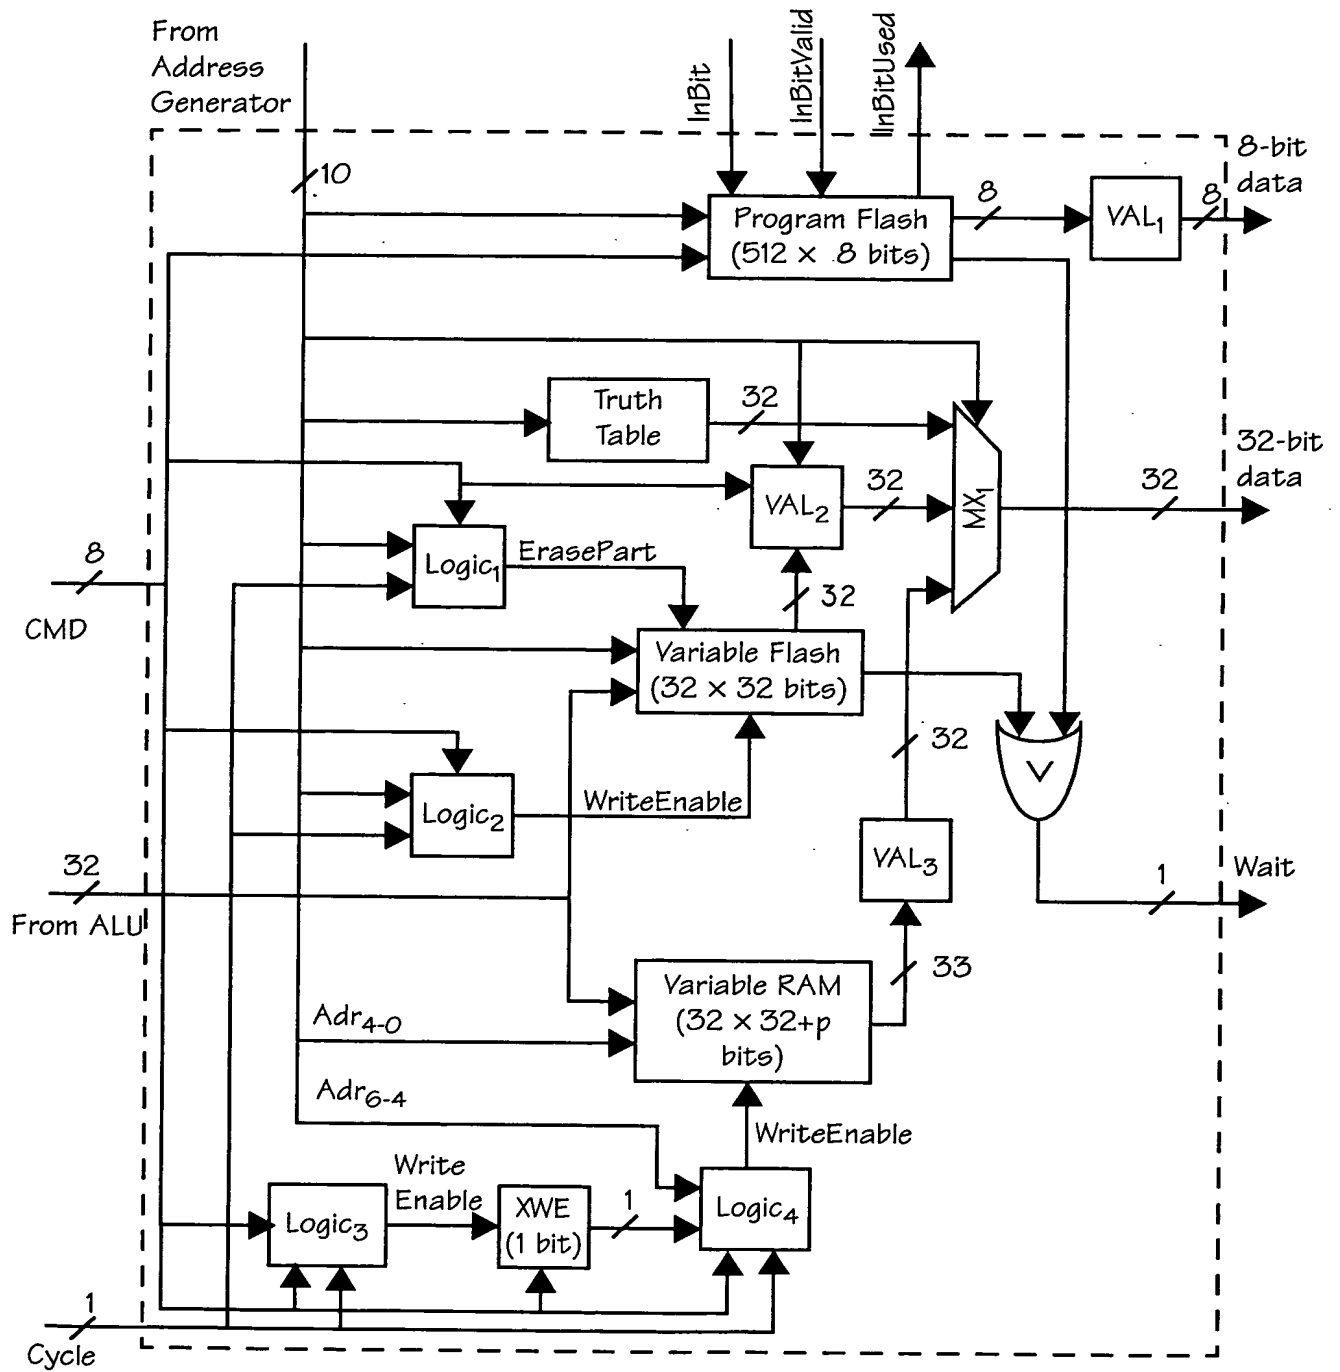 From
Address
Generator
InBit
InBitValid
InBitUsed
10
8-bit
data
8
8
Program Flash
(512 × 8 bits)
VAL1
Truth
Table
32
32-bit
data
VAL2
32
MX1
32
8
CMD
Logic1
ErasePart
32
Variable Flash
(32 × 32 bits)
32
V
Logic2
WriteEnable
VAL3
32
From ALU
1
Wait
33
Variable RAM
(32 × 32+p
bits)
Adr4-0
Adr6-4
WriteEnable
Write
Enable
Logic3
XWE
(1 bit)
1
Logic4
1
Cycle